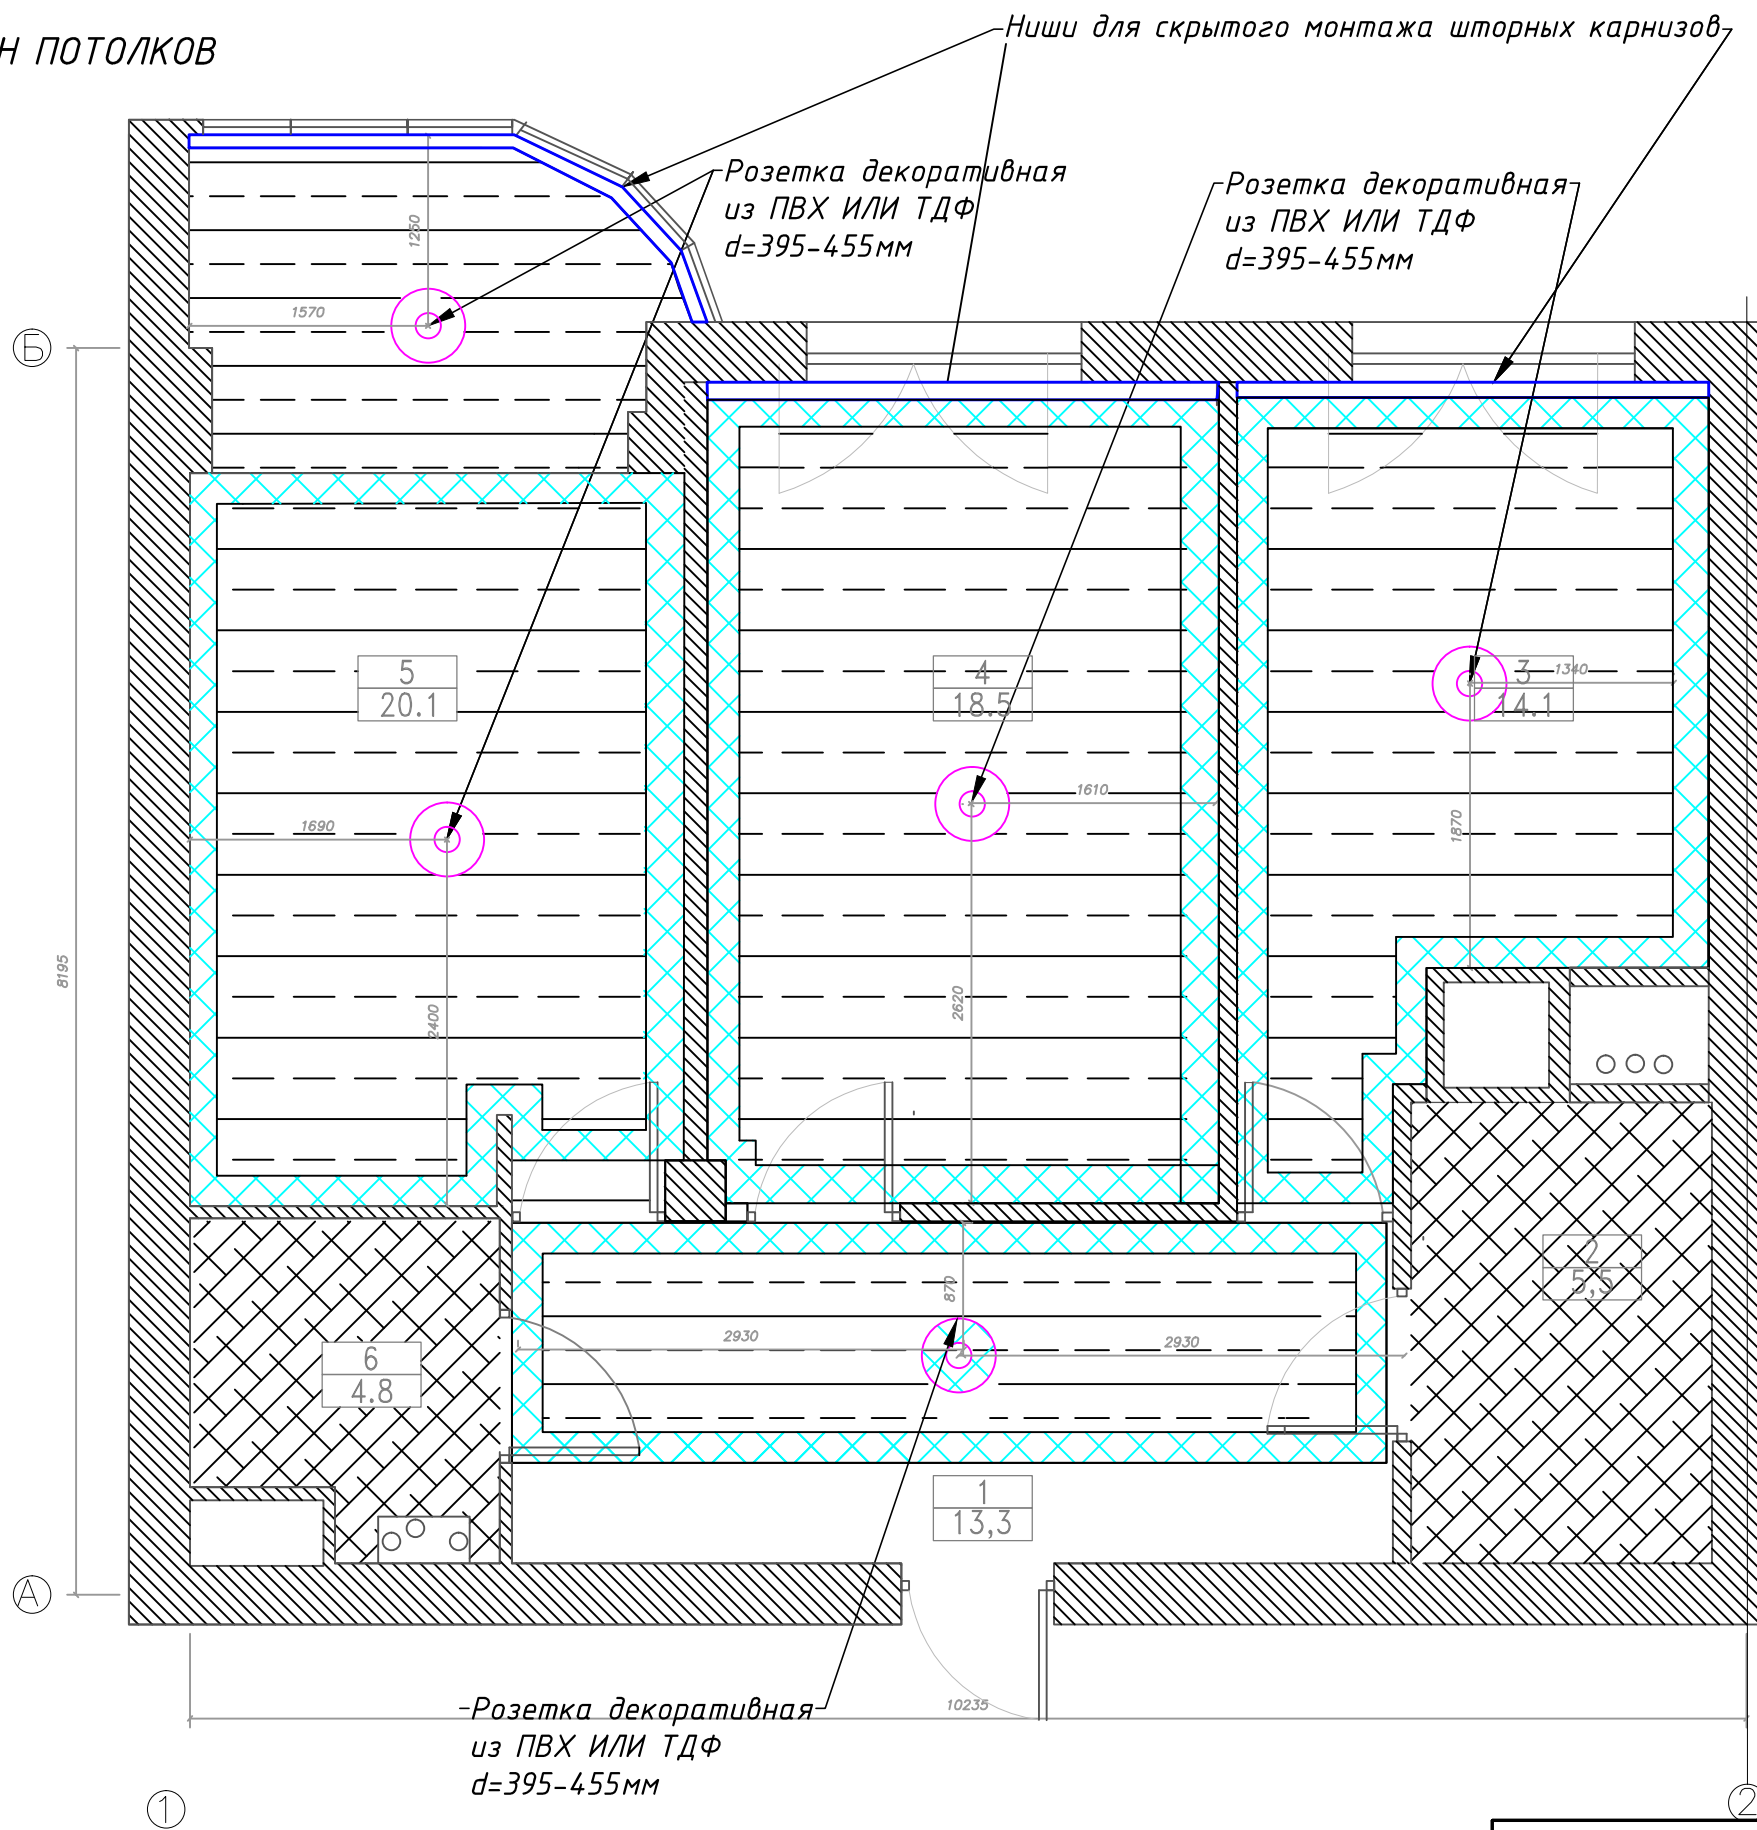 Н ПОТОЛКОВ
Ниши для скрытого монтажа шторных карнизов
Розетка декоративная
из ПВХ ИЛИ ТДФ
d=395-455мм
Розетка декоративная
из ПВХ ИЛИ ТДФ
d=395-455мм
1260
1570
Б
5
20.1
4
18.5
3
14.1
1340
1610
1690
1870
8195
2400
2620
2
5,5
870
2930
2930
6
4.8
1
13,3
А
10235
Розетка декоративная
из ПВХ ИЛИ ТДФ
d=395-455мм
1
2